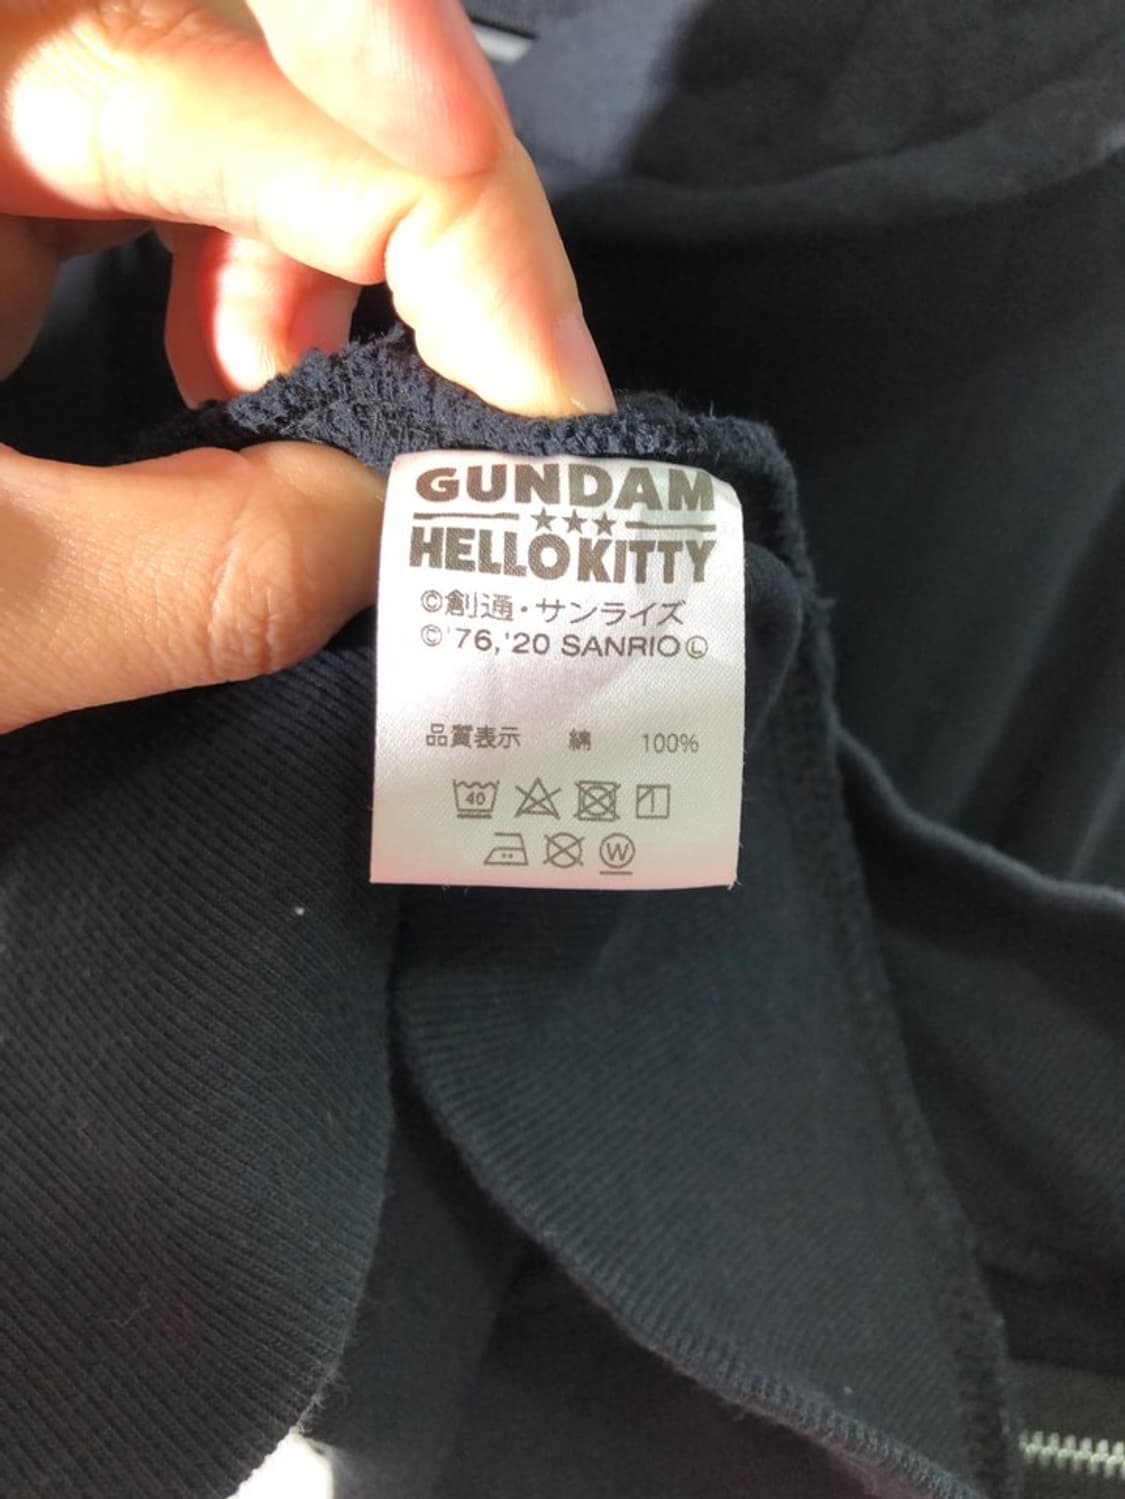 GUNDAM
★★★
HELLO KITTY
©創通・サンライズ
©'76,'20 SANRIO Ⓛ
品質表示 綿 100%
40
W